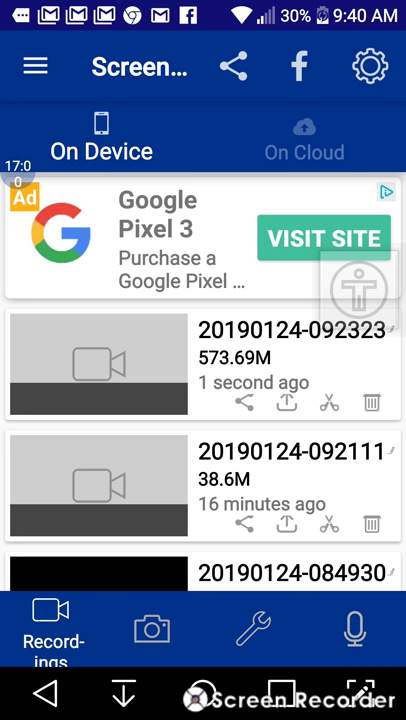 30% 9:40 AM
Screen...
On Device
On Cloud
17:0
0
Ad
Google
Pixel 3
Purchase a
Google Pixel ...
VISIT SITE
20190124-092323
573.69M
1 second ago
20190124-092111
38.6M
16 minutes ago
20190124-084930
Record-
ings
Screen Recorder